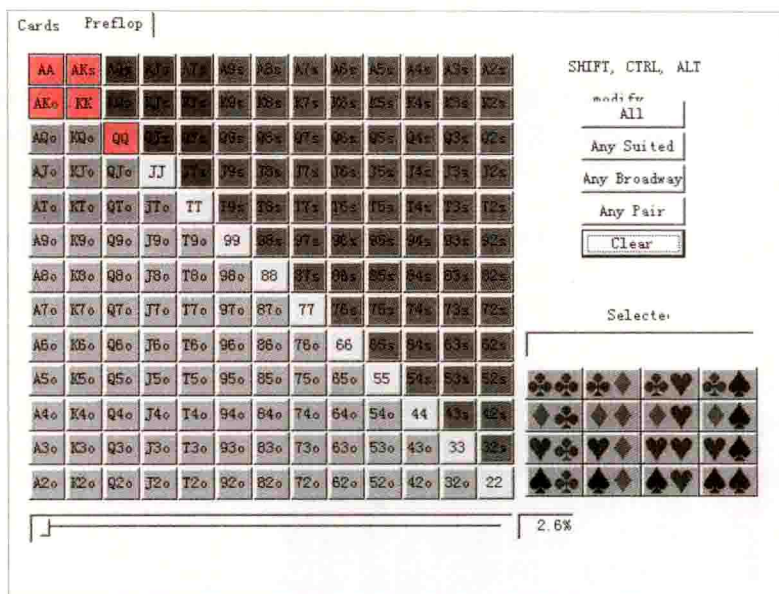 Cards Preflop
AA AKs AQs AJs ATs A9s A8s A7s A6s A5s A4s A3s A2s
AKo KK KQs KJs KTs K9s K8s K7s K6s K5s K4s K3s K2s
AQo KQo QQ QJs QTs Q9s Q8s Q7s Q6s Q5s Q4s Q3s Q2s
AJo KJo QJo JJ JTs J9s J8s J7s J6s J5s J4s J3s J2s
ATo KTo QTo JTo TT T9s T8s T7s T6s T5s T4s T3s T2s
A9o K9o Q9o J9o T9o 99 98s 97s 96s 95s 94s 93s 92s
A8o K8o Q8o J8o T8o 98o 88 87s 86s 85s 84s 83s 82s
A7o K7o Q7o J7o T7o 97o 87o 77 76s 75s 74s 73s 72s
A6o K6o Q6o J6o T6o 96o 86o 76o 66 65s 64s 63s 62s
A5o K5o Q5o J5o T5o 95o 85o 75o 65o 55 54s 53s 52s
A4o K4o Q4o J4o T4o 94o 84o 74o 64o 54o 44 43s 42s
A3o K3o Q3o J3o T3o 93o 83o 73o 63o 53o 43o 33 32s
A2o K2o Q2o J2o T2o 92o 82o 72o 62o 52o 42o 32o 22
2.6%
SHIFT, CTRL, ALT
modify
All
Any Suited
Any Broadway
Any Pair
Clear
Selecte